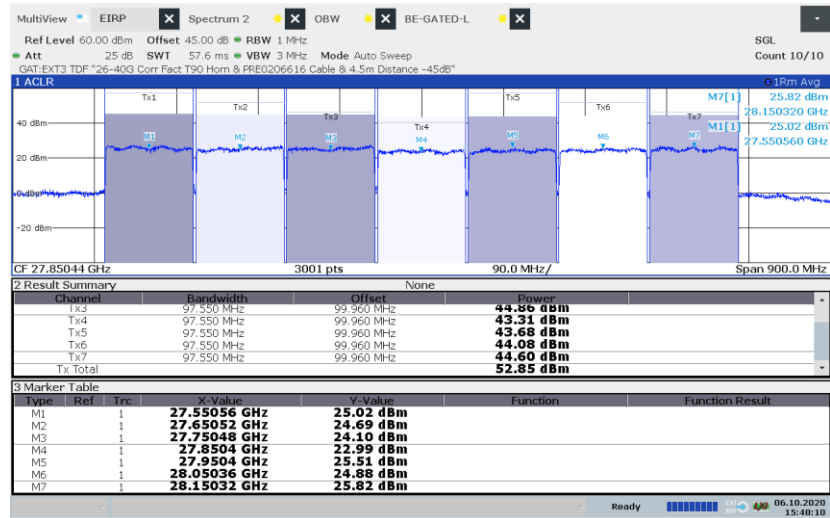 MultiView EIRP Spectrum 2 OBW BE-GATED-L
Ref Level 60.00 dBm Offset 45.00 dB RBW 1 MHz SGL
Att 25 dB SWT 57.6 ms VBW 3 MHz Mode Auto Sweep Count 10/10
GAT:EXT3 TDF "26-40G Corr Fact T90 Horn & PRE0206616 Cable & 4.5m Distance -45dB"
1 ACLR 1Rm Avg
Tx1 Tx2 Tx3 Tx4 Tx5 Tx6 Tx7
M7[1] 25.82 dBm
28.150320 GHz
M1[1] 25.02 dBm
27.550560 GHz
40 dBm
M1 M2 M3 M4 M5 M6 M7
20 dBm
0 dBm
-20 dBm
CF 27.85044 GHz 3001 pts 90.0 MHz/ Span 900.0 MHz
2 Result Summary None
Channel Bandwidth Offset Power
Tx3 97.550 MHz 99.960 MHz 44.86 dBm
Tx4 97.550 MHz 99.960 MHz 43.31 dBm
Tx5 97.550 MHz 99.960 MHz 43.68 dBm
Tx6 97.550 MHz 99.960 MHz 44.08 dBm
Tx7 97.550 MHz 99.960 MHz 44.60 dBm
Tx Total 52.85 dBm
3 Marker Table
Type Ref Trc X-Value Y-Value Function Function Result
M1 1 27.55056 GHz 25.02 dBm
M2 1 27.65052 GHz 24.69 dBm
M3 1 27.75048 GHz 24.10 dBm
M4 1 27.8504 GHz 22.99 dBm
M5 1 27.9504 GHz 25.51 dBm
M6 1 28.05036 GHz 24.88 dBm
M7 1 28.15032 GHz 25.82 dBm
Ready EXT REF LXI 06.10.2020
15:48:10